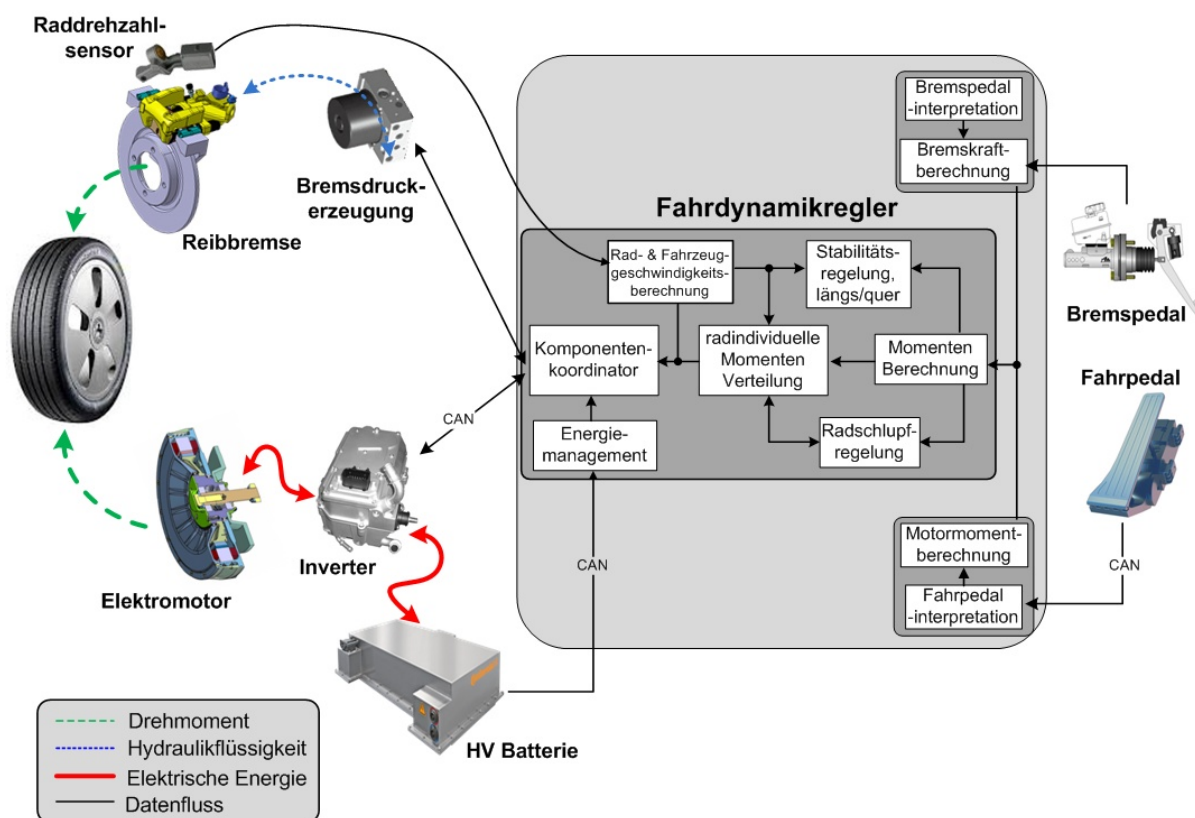 Raddrehzahl-
sensor
Bremsdruck-
erzeugung
Reibbremse
Bremspedal
-interpretation
Bremskraft-
berechnung
Fahrdynamikregler
Rad- & Fahrzeug
geschwindigkeits-
berechnung
Stabilitäts-
regelung,
längs/quer
Komponenten-
koordinator
radindividuelle
Momenten
Verteilung
Momenten
Berechnung
Energie-
management
Radschlupf-
regelung
Bremspedal
Fahrpedal
CAN
Elektromotor
Inverter
CAN
Motormoment-
berechnung
Fahrpedal
-interpretation
CAN
HV Batterie
Drehmoment
Hydraulikflüssigkeit
Elektrische Energie
Datenfluss